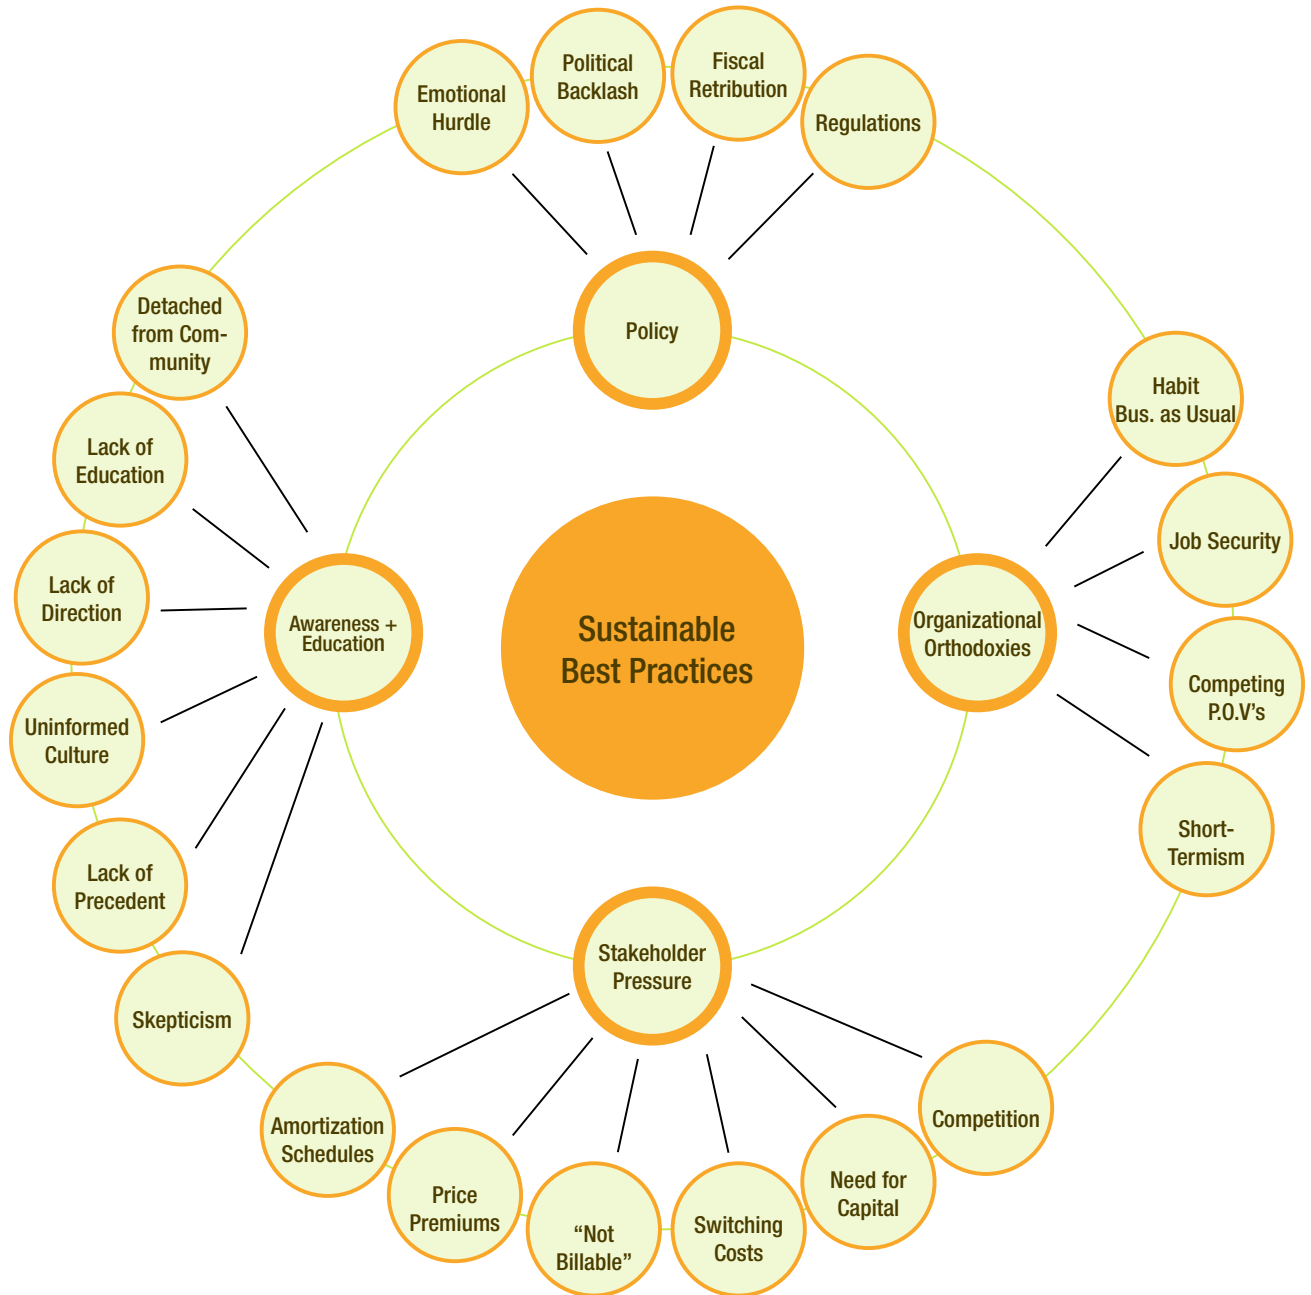 Political
Backlash
Fiscal
Retribution
Emotional
Hurdle
Regulations
Policy
Detached
from Com-
munity
Habit
Bus. as Usual
Lack of
Education
Job Security
Lack of
Direction
Awareness +
Education
Sustainable
Best Practices
Organizational
Orthodoxies
Competing
P.O.V's
Uninformed
Culture
Short-
Termism
Lack of
Precedent
Stakeholder
Pressure
Skepticism
Amortization
Schedules
Competition
Price
Premiums
Need for
Capital
“Not
Billable”
Switching
Costs